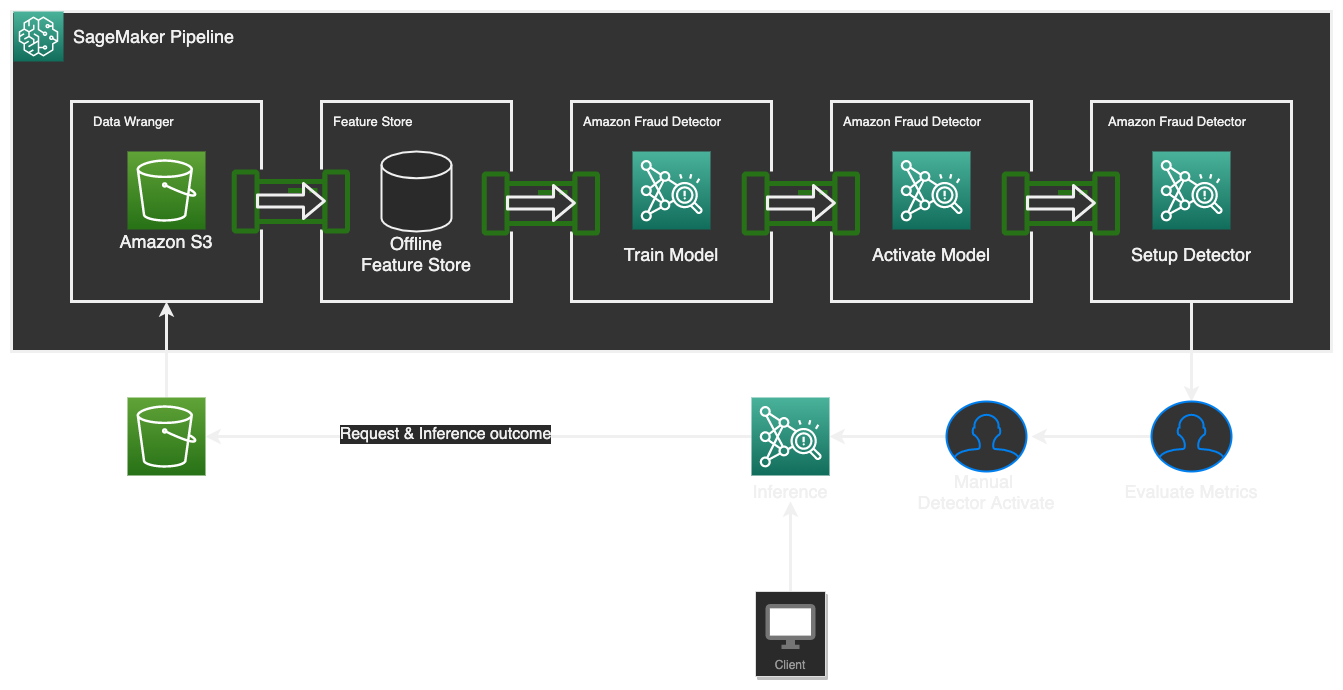 SageMaker Pipeline
Data Wranger
Amazon S3
Feature Store
Offline
Feature Store
Amazon Fraud Detector
Train Model
Amazon Fraud Detector
Activate Model
Amazon Fraud Detector
Setup Detector
Request & Inference outcome
Inference
Manual
Detector Activate
Evaluate Metrics
Client